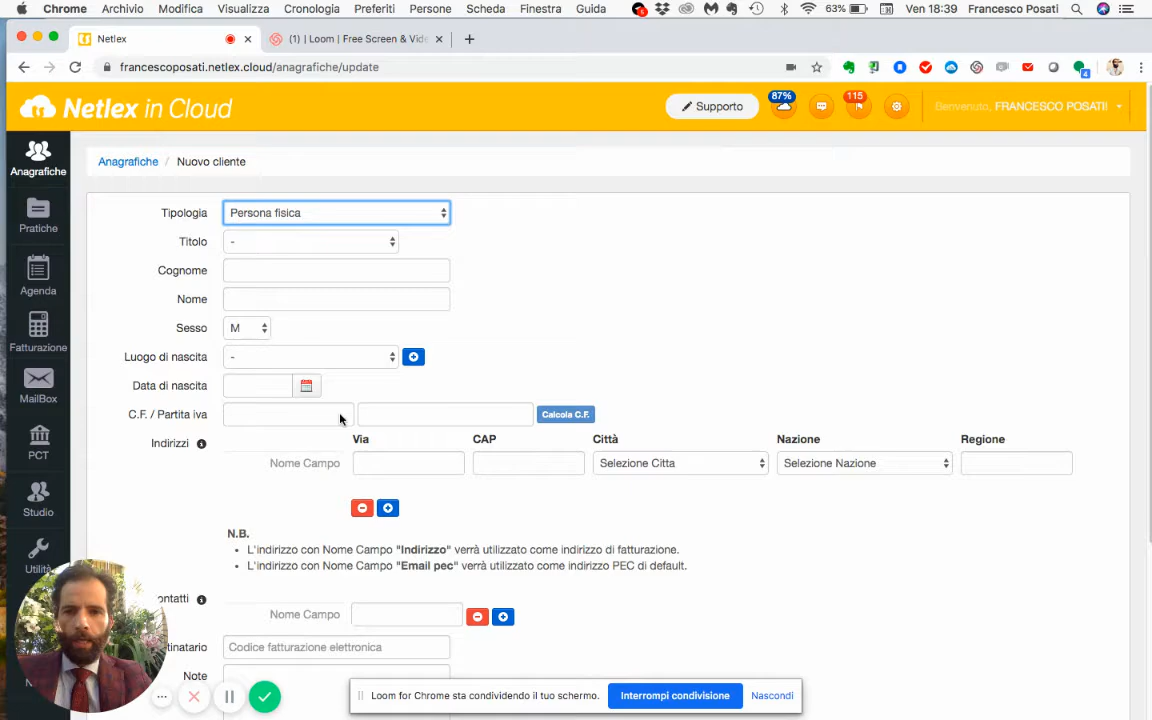 Chrome Archivio Modifica Visualizza Cronologia Preferiti Persone Scheda Finestra Guida 63% Ven 18:39 Francesco Posati
Netlex (1) | Loom | Free Screen & Vide
francescoposati.netlex.cloud/anagrafiche/update 4
Netlex in Cloud Supporto 87% 115 Benvenuto, FRANCESCO POSATI!
Anagrafiche
Pratiche
Agenda
Fatturazione
MailBox
PCT
Studio
Utilità
Anagrafiche / Nuovo cliente
Tipologia Persona fisica
Titolo -
Cognome
Nome
Sesso M
Luogo di nascita -
Data di nascita
C.F. / Partita iva Calcola C.F.
Indirizzi Via CAP Città Nazione Regione
Nome Campo Selezione Citta Selezione Nazione
N.B.
L'indirizzo con Nome Campo "Indirizzo" verrà utilizzato come indirizzo di fatturazione.
L'indirizzo con Nome Campo "Email pec" verrà utilizzato come indirizzo PEC di default.
ontatti Nome Campo
tinatario Codice fatturazione elettronica
Note
Loom for Chrome sta condividendo il tuo schermo. Interrompi condivisione Nascondi